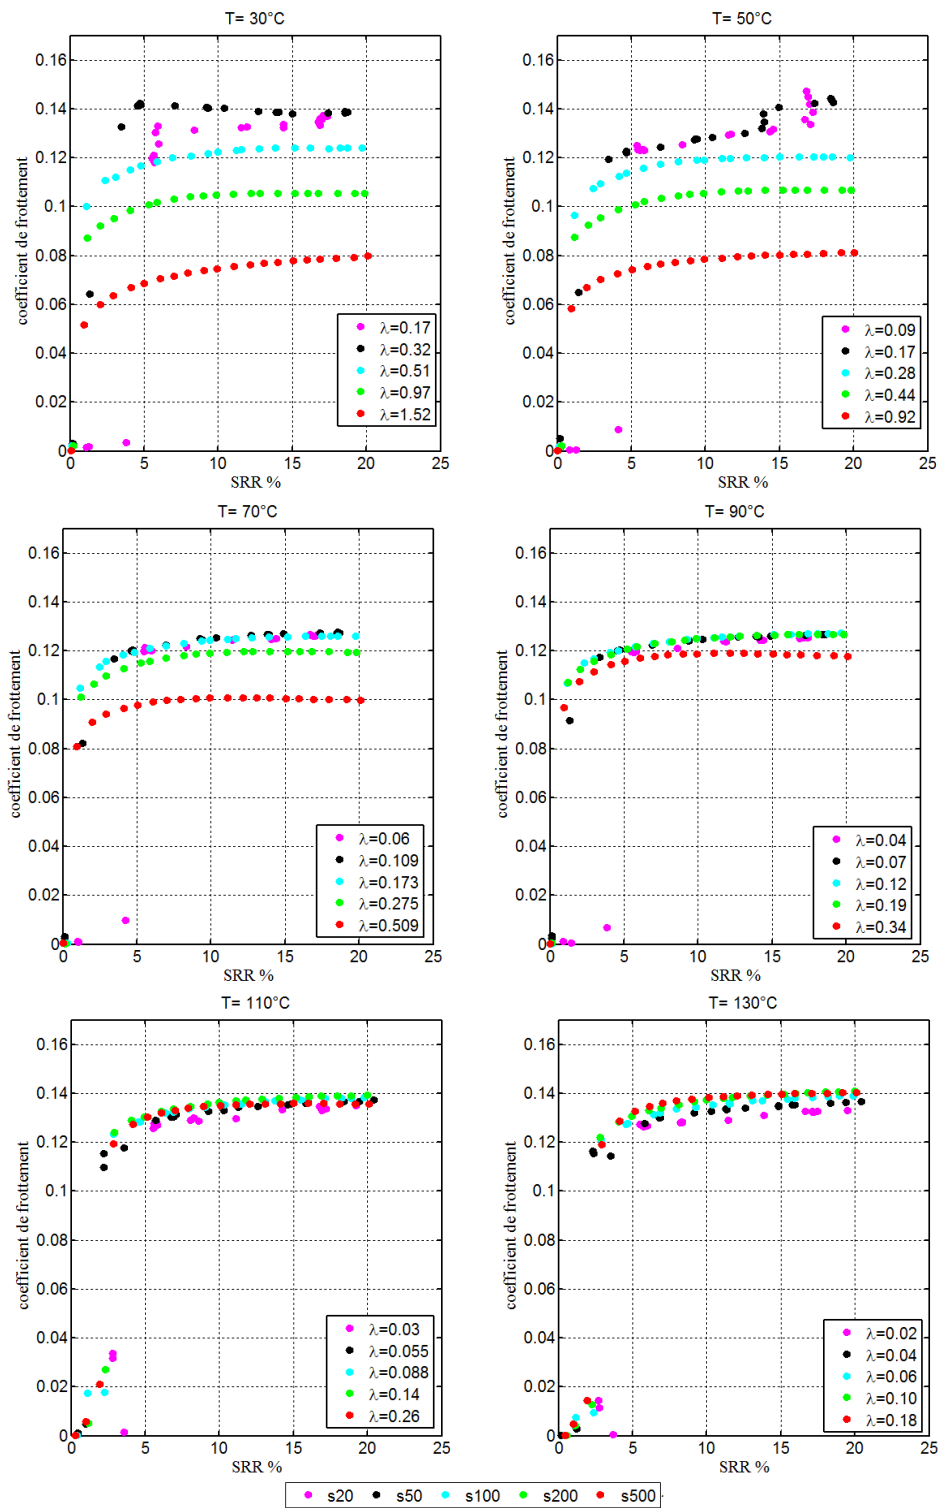 T= 30°C
0.16
0.14
0.12
0.1
0.08
0.06
0.04
0.02
0
coefficient de frottement
0 5 10 15 20 25
SRR %
λ=0.17
λ=0.32
λ=0.51
λ=0.97
λ=1.52
T= 50°C
0.16
0.14
0.12
0.1
0.08
0.06
0.04
0.02
0
coefficient de frottement
0 5 10 15 20 25
SRR %
λ=0.09
λ=0.17
λ=0.28
λ=0.44
λ=0.92
T= 70°C
0.16
0.14
0.12
0.1
0.08
0.06
0.04
0.02
0
coefficient de frottement
0 5 10 15 20 25
SRR %
λ=0.06
λ=0.109
λ=0.173
λ=0.275
λ=0.509
T= 90°C
0.16
0.14
0.12
0.1
0.08
0.06
0.04
0.02
0
coefficient de frottement
0 5 10 15 20 25
SRR %
λ=0.04
λ=0.07
λ=0.12
λ=0.19
λ=0.34
T= 110°C
0.16
0.14
0.12
0.1
0.08
0.06
0.04
0.02
0
coefficient de frottement
0 5 10 15 20 25
SRR %
λ=0.03
λ=0.055
λ=0.088
λ=0.14
λ=0.26
T= 130°C
0.16
0.14
0.12
0.1
0.08
0.06
0.04
0.02
0
coefficient de frottement
0 5 10 15 20 25
SRR %
λ=0.02
λ=0.04
λ=0.06
λ=0.10
λ=0.18
s20 s50 s100 s200 s500